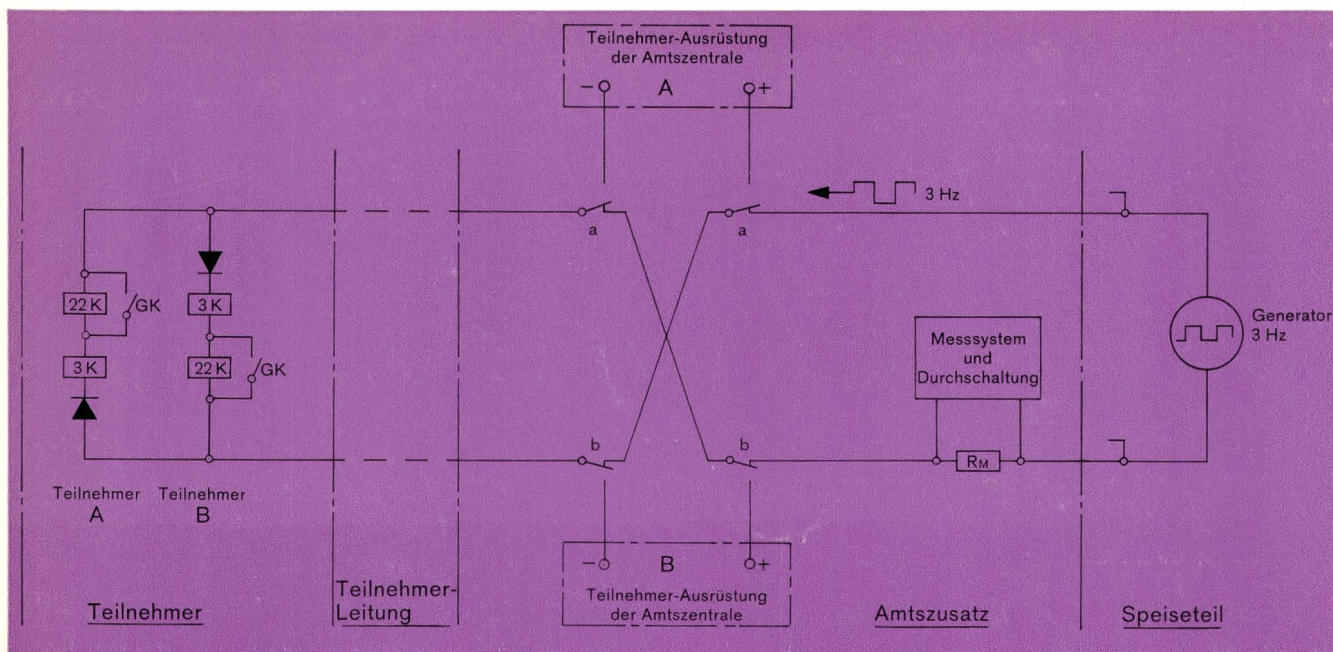 Teilnehmer-Ausrüstung
der Amtszentrale
– A +
a
a
3 Hz
22 K
GK
3 K
3 K
22 K
GK
Generator
3 Hz
Messsystem
und
Durchschaltung
b
b
RM
Teilnehmer
A
Teilnehmer
B
– B +
Teilnehmer-Ausrüstung
der Amtszentrale
Teilnehmer
Teilnehmer-
Leitung
Amtszusatz
Speiseteil